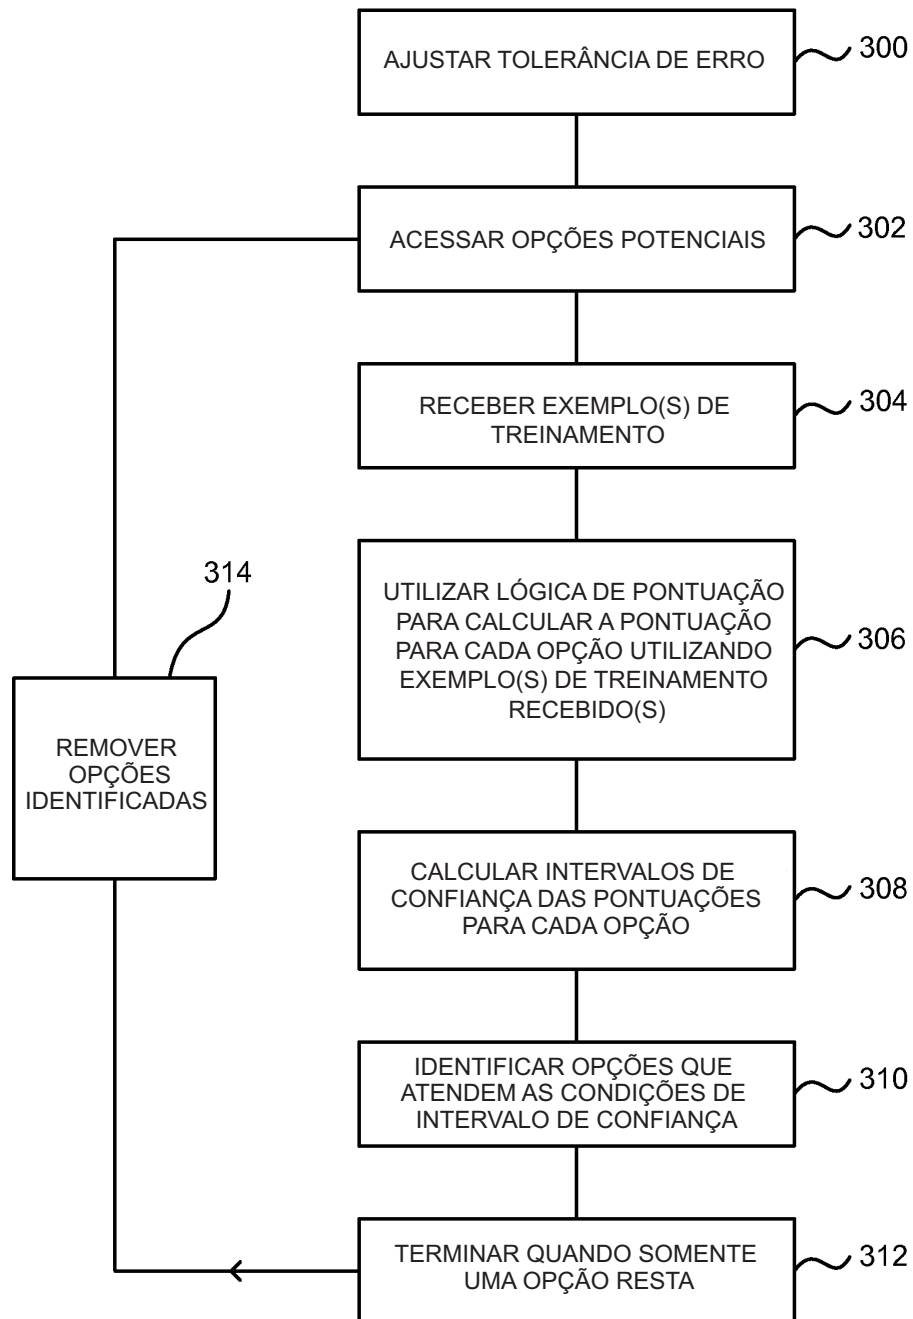 AJUSTAR TOLERÂNCIA DE ERRO
300
ACESSAR OPÇÕES POTENCIAIS
302
RECEBER EXEMPLO(S) DE
TREINAMENTO
304
UTILIZAR LÓGICA DE PONTUAÇÃO
PARA CALCULAR A PONTUAÇÃO
PARA CADA OPÇÃO UTILIZANDO
EXEMPLO(S) DE TREINAMENTO
RECEBIDO(S)
306
314
REMOVER
OPÇÕES
IDENTIFICADAS
CALCULAR INTERVALOS DE
CONFIANÇA DAS PONTUAÇÕES
PARA CADA OPÇÃO
308
IDENTIFICAR OPÇÕES QUE
ATENDEM AS CONDIÇÕES DE
INTERVALO DE CONFIANÇA
310
TERMINAR QUANDO SOMENTE
UMA OPÇÃO RESTA
312